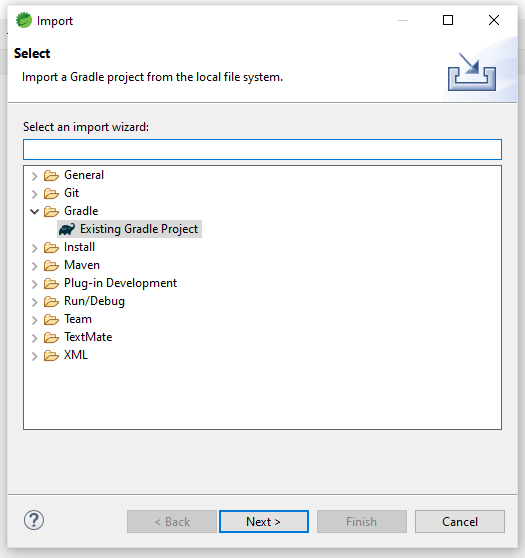 Import
Select
Import a Gradle project from the local file system.
Select an import wizard:
General
Git
Gradle
Existing Gradle Project
Install
Maven
Plug-in Development
Run/Debug
Team
TextMate
XML
?
< Back
Next >
Finish
Cancel